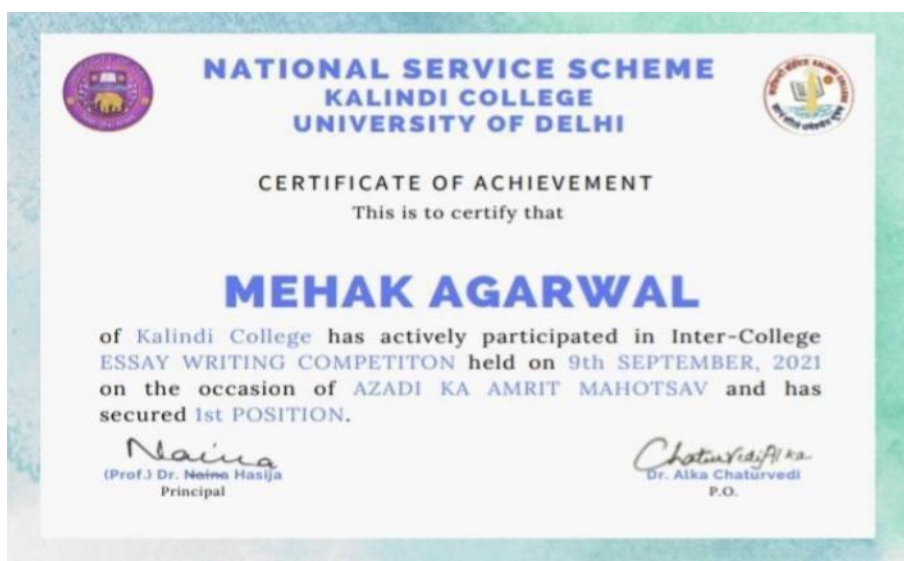 NATIONAL SERVICE SCHEME
KALINDI COLLEGE
UNIVERSITY OF DELHI
CERTIFICATE OF ACHIEVEMENT
This is to certify that
MEHAK AGARWAL
of Kalindi College has actively participated in Inter-College
ESSAY WRITING COMPETITON held on 9th SEPTEMBER, 2021
on the occasion of AZADI KA AMRIT MAHOTSAV and has
secured 1st POSITION.
Naina
(Prof.) Dr. Naina Hasija
Principal
Chaturvedi Alka
Dr. Alka Chaturvedi
P.O.